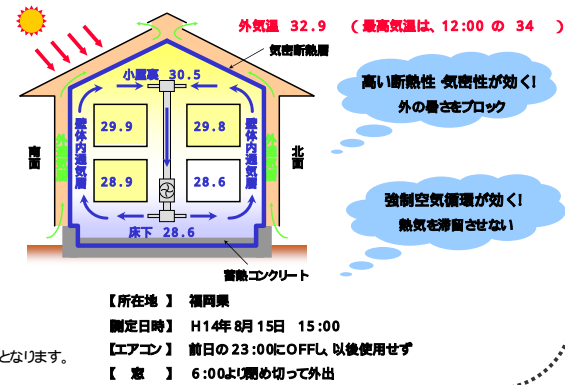 外気温 32.9 (最高気温は、12:00 の 34 )
気密断熱層
小屋裏 30.5
高い断熱性・気密性が効く!
外の暑さをブロック
29.9 29.8
壁体内通気層 壁体内通気層
南面
北面
28.9 28.6
強制空気循環が効く!
熱気を滞留させない
床下 28.6
蓄熱コンクリート
【所在地 】 福岡県
【測定日時】 H14年8月15日 15:00
となります。
【エアコン】 前日の23:00にOFFし、以後使用せず
【 窓 】 6:00より閉め切って外出